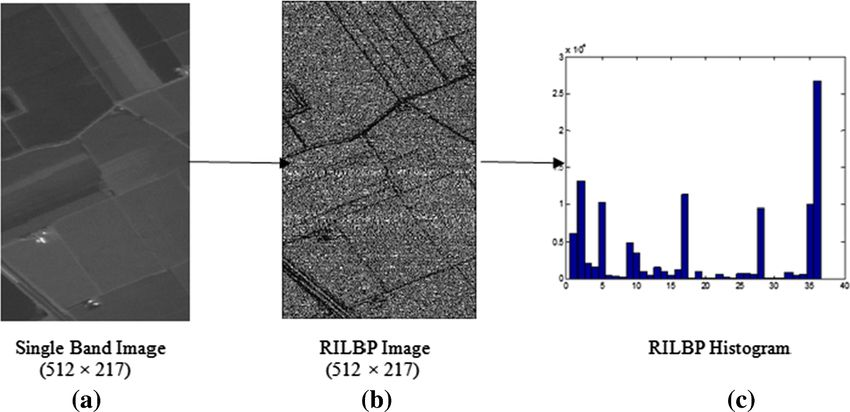 x 10⁴
3
2.5
2
1.5
1
0.5
0
0 5 10 15 20 25 30 35 40
Single Band Image
(512 × 217)
(a)
RILBP Image
(512 × 217)
(b)
RILBP Histogram
(c)